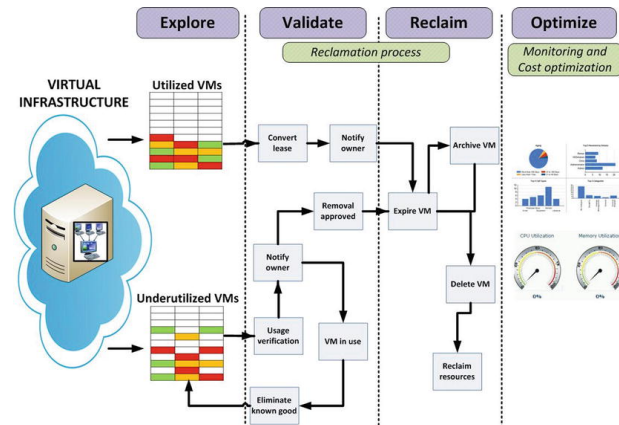 Explore
Validate
Reclaim
Optimize
Reclamation process
Monitoring and
Cost optimization
VIRTUAL
INFRASTRUCTURE
Utilized VMs
Convert
lease
Notify
owner
Archive VM
Removal
approved
Expire VM
Notify
owner
CPU Utilization
Memory Utilization
0%
0%
Delete VM
Underutilized VMs
Usage
verification
VM in use
Reclaim
resources
Eliminate
known good